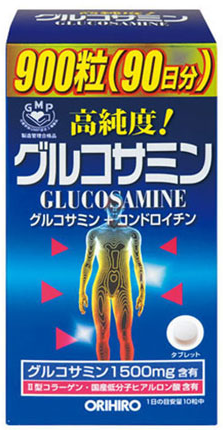 900粒(90日分)
GMP
製造管理合格品
高純度!
グルコサミン
GLUCOSAMINE
グルコサミン+コンドロイチン
タブレット
グルコサミン1500mg含有
II型コラーゲン・国産低分子ヒアルロン酸 含有
ORIHIRO
1日の目安量10粒中